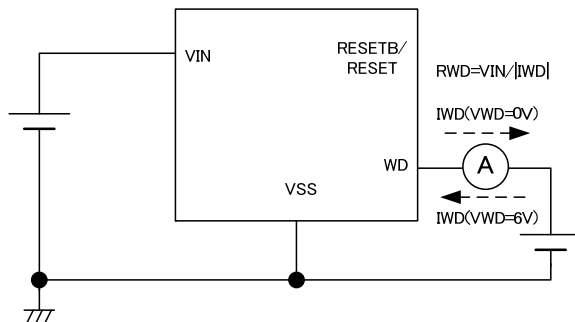 VIN
RESETB/
RESET
RWD=VIN/|IWD|
IWD(VWD=0V)
WD
A
VSS
IWD(VWD=6V)